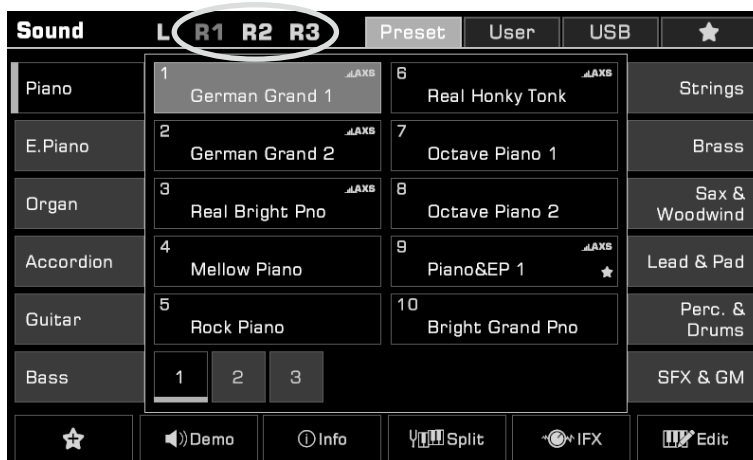 Sound L R1 R2 R3 Preset User USB
Piano
E.Piano
Organ
Accordion
Guitar
Bass
1 AXS
German Grand 1
2 AXS
German Grand 2
3 AXS
Real Bright Pno
4
Mellow Piano
5
Rock Piano
6 AXS
Real Honky Tonk
7
Octave Piano 1
8
Octave Piano 2
9 AXS
Piano&EP 1
10
Bright Grand Pno
1 2 3
Strings
Brass
Sax &
Woodwind
Lead & Pad
Perc. &
Drums
SFX & GM
Demo Info Split IFX Edit